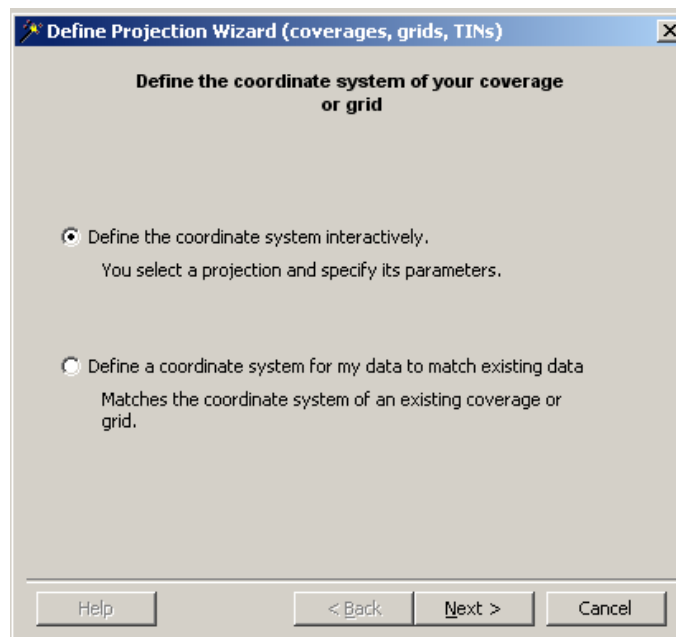 Define Projection Wizard (coverages, grids, TINs)
Define the coordinate system of your coverage
or grid
Define the coordinate system interactively.
You select a projection and specify its parameters.
Define a coordinate system for my data to match existing data
Matches the coordinate system of an existing coverage or
grid.
Help
< Back
Next >
Cancel